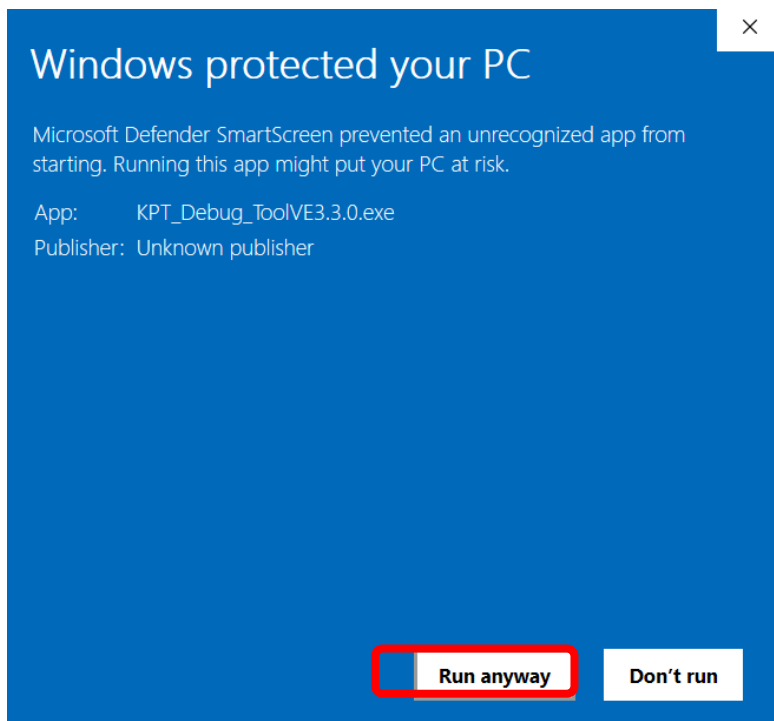 Windows protected your PC
Microsoft Defender SmartScreen prevented an unrecognized app from
starting. Running this app might put your PC at risk.
App: KPT_Debug_ToolVE3.3.0.exe
Publisher: Unknown publisher
Run anyway Don’t run